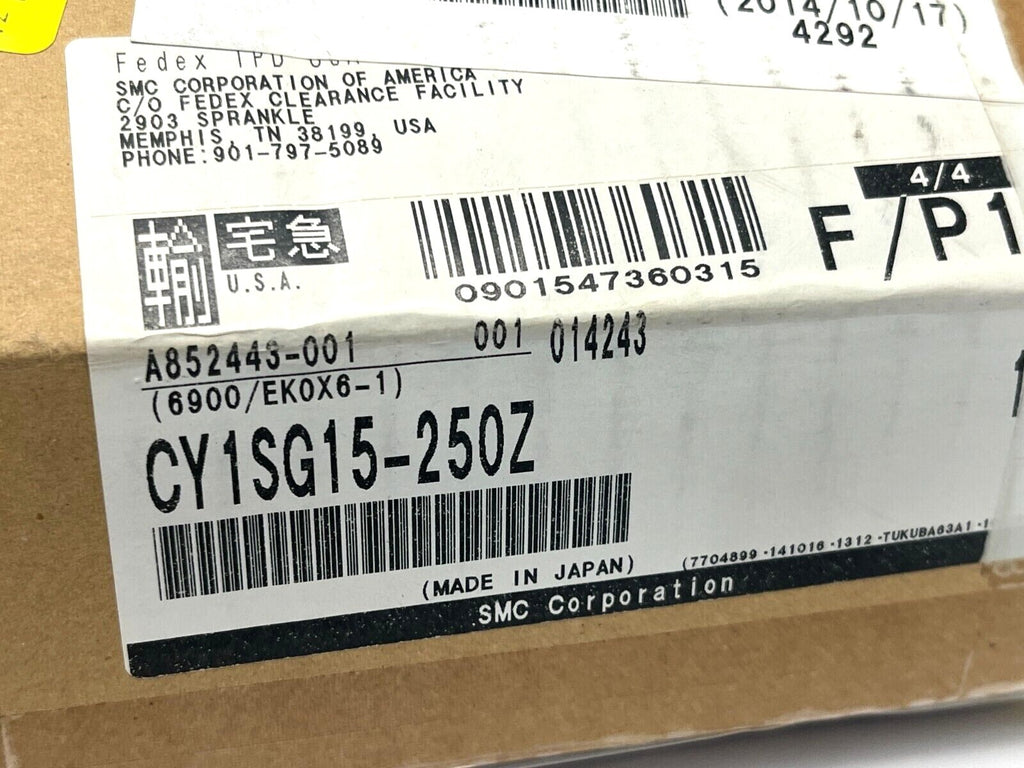 (2014/10/17)
4292
Fedex TPD
SMC CORPORATION OF AMERICA
C/O FEDEX CLEARANCE FACILITY
2903 SPRANKLE
MEMPHIS, TN 38199, USA
PHONE:901-797-5089
4/4
輸 宅急
U.S.A.
0901547360315
F/P1
A852443-001 001 014243
(6900/EK0X6-1)
CY1SG15-250Z
(MADE IN JAPAN)
(7704899 -141016 -1312 -TUKUBA63A1
SMC Corporation